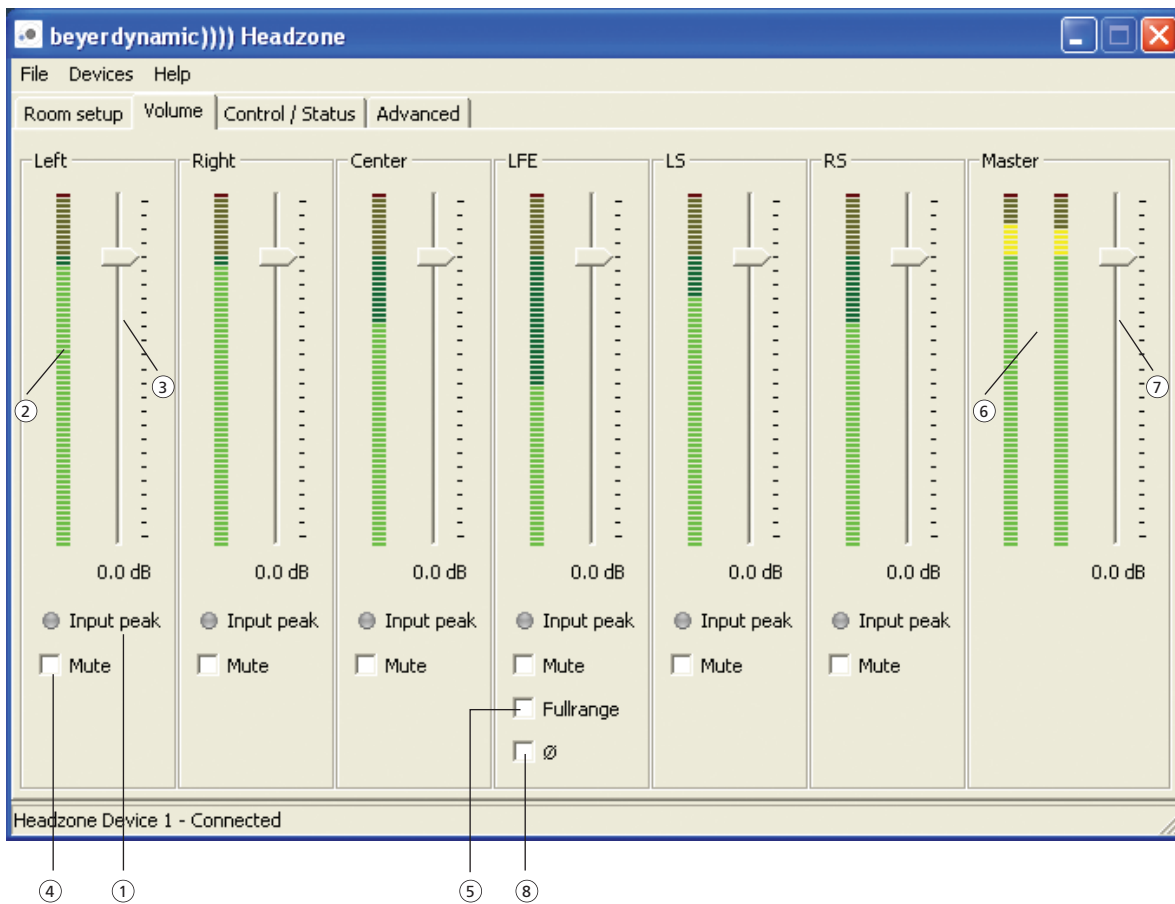 beyerdynamic)))) Headzone
File Devices Help
Room setup Volume Control / Status Advanced
Left Right Center LFE LS RS Master
3 7
2 6
0.0 dB 0.0 dB 0.0 dB 0.0 dB 0.0 dB 0.0 dB 0.0 dB
Input peak Input peak Input peak Input peak Input peak Input peak
Mute Mute Mute Mute Mute Mute
Fullrange
Ø
Headzone Device 1 - Connected
4 1 5 8